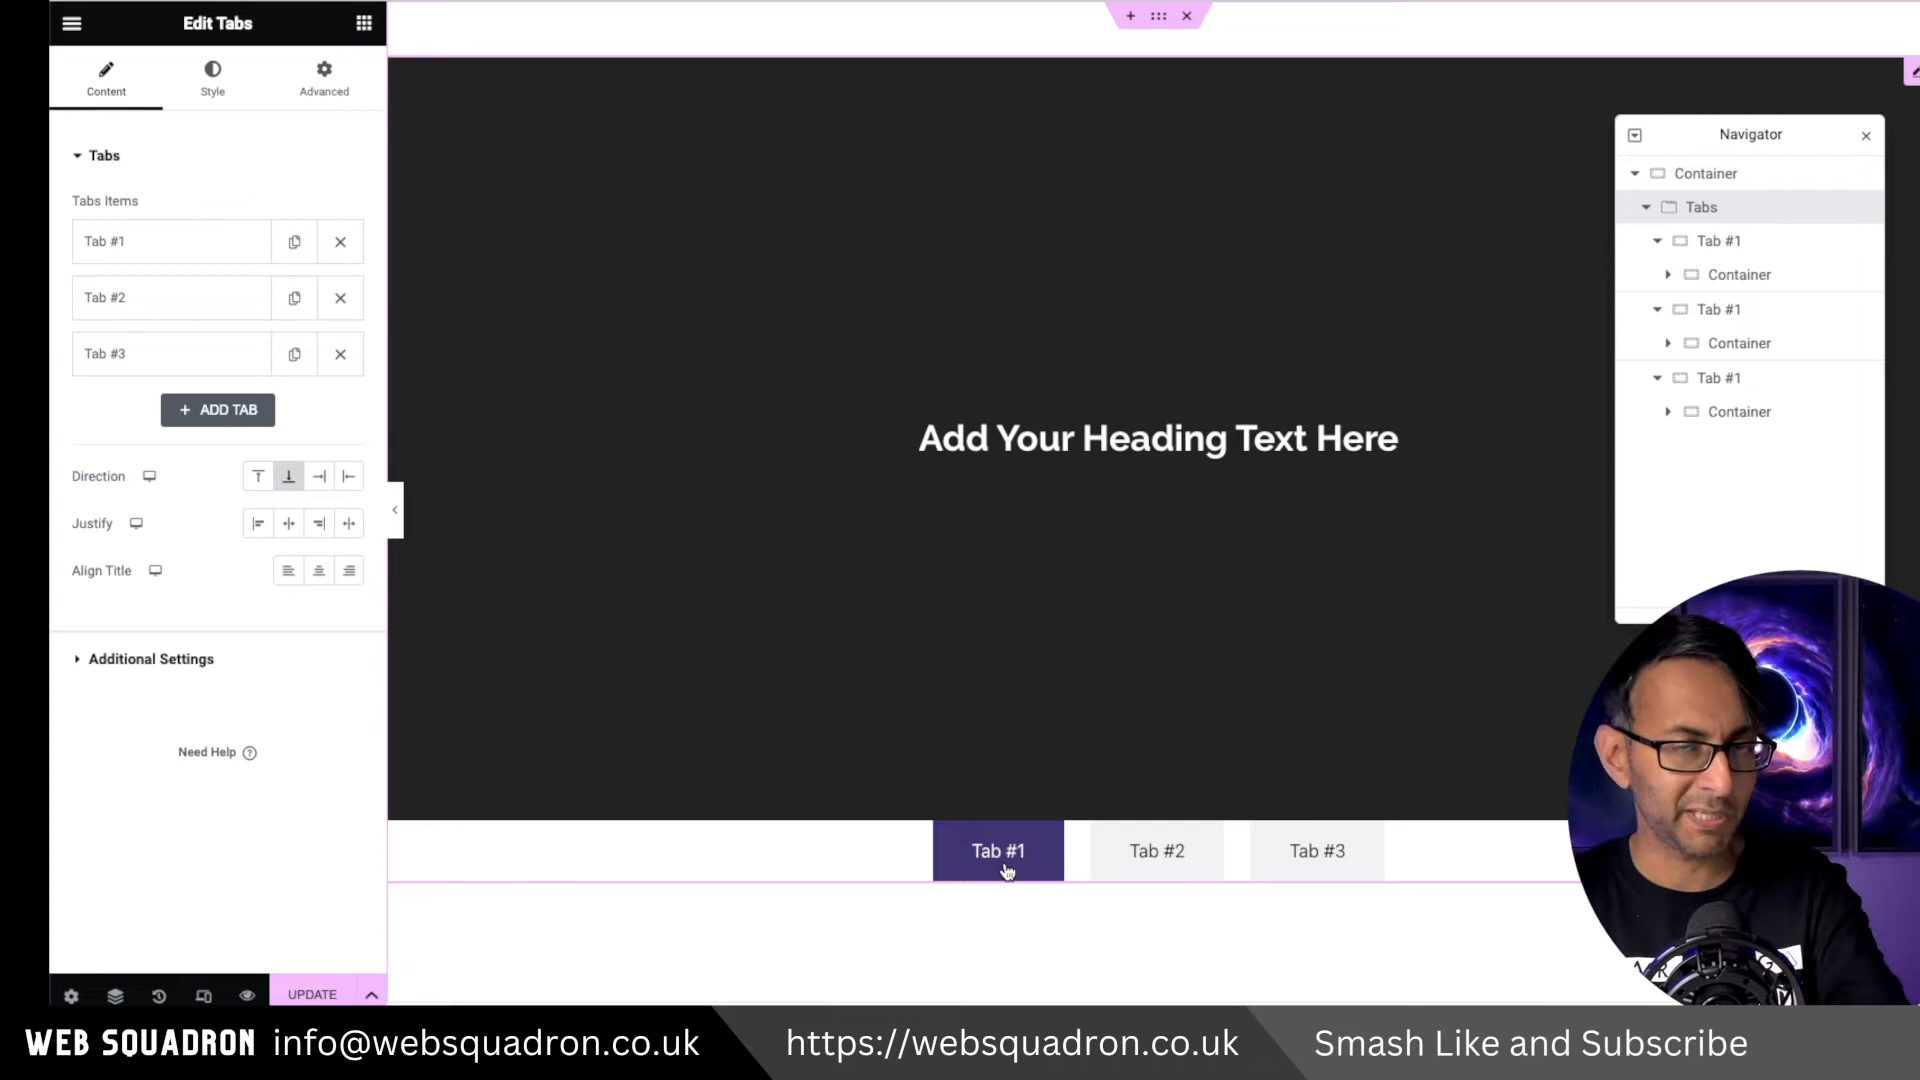 Edit Tabs
Content
Style
Advanced
Tabs
Tabs Items
Tab #1
Tab #2
Tab #3
+ ADD TAB
Direction
Justify
Align Title
Additional Settings
Need Help ?
UPDATE
Add Your Heading Text Here
Tab #1
Tab #2
Tab #3
Navigator
Container
Tabs
Tab #1
Container
Tab #1
Container
Tab #1
Container
WEB SQUADRON info@websquadron.co.uk
https://websquadron.co.uk
Smash Like and Subscribe